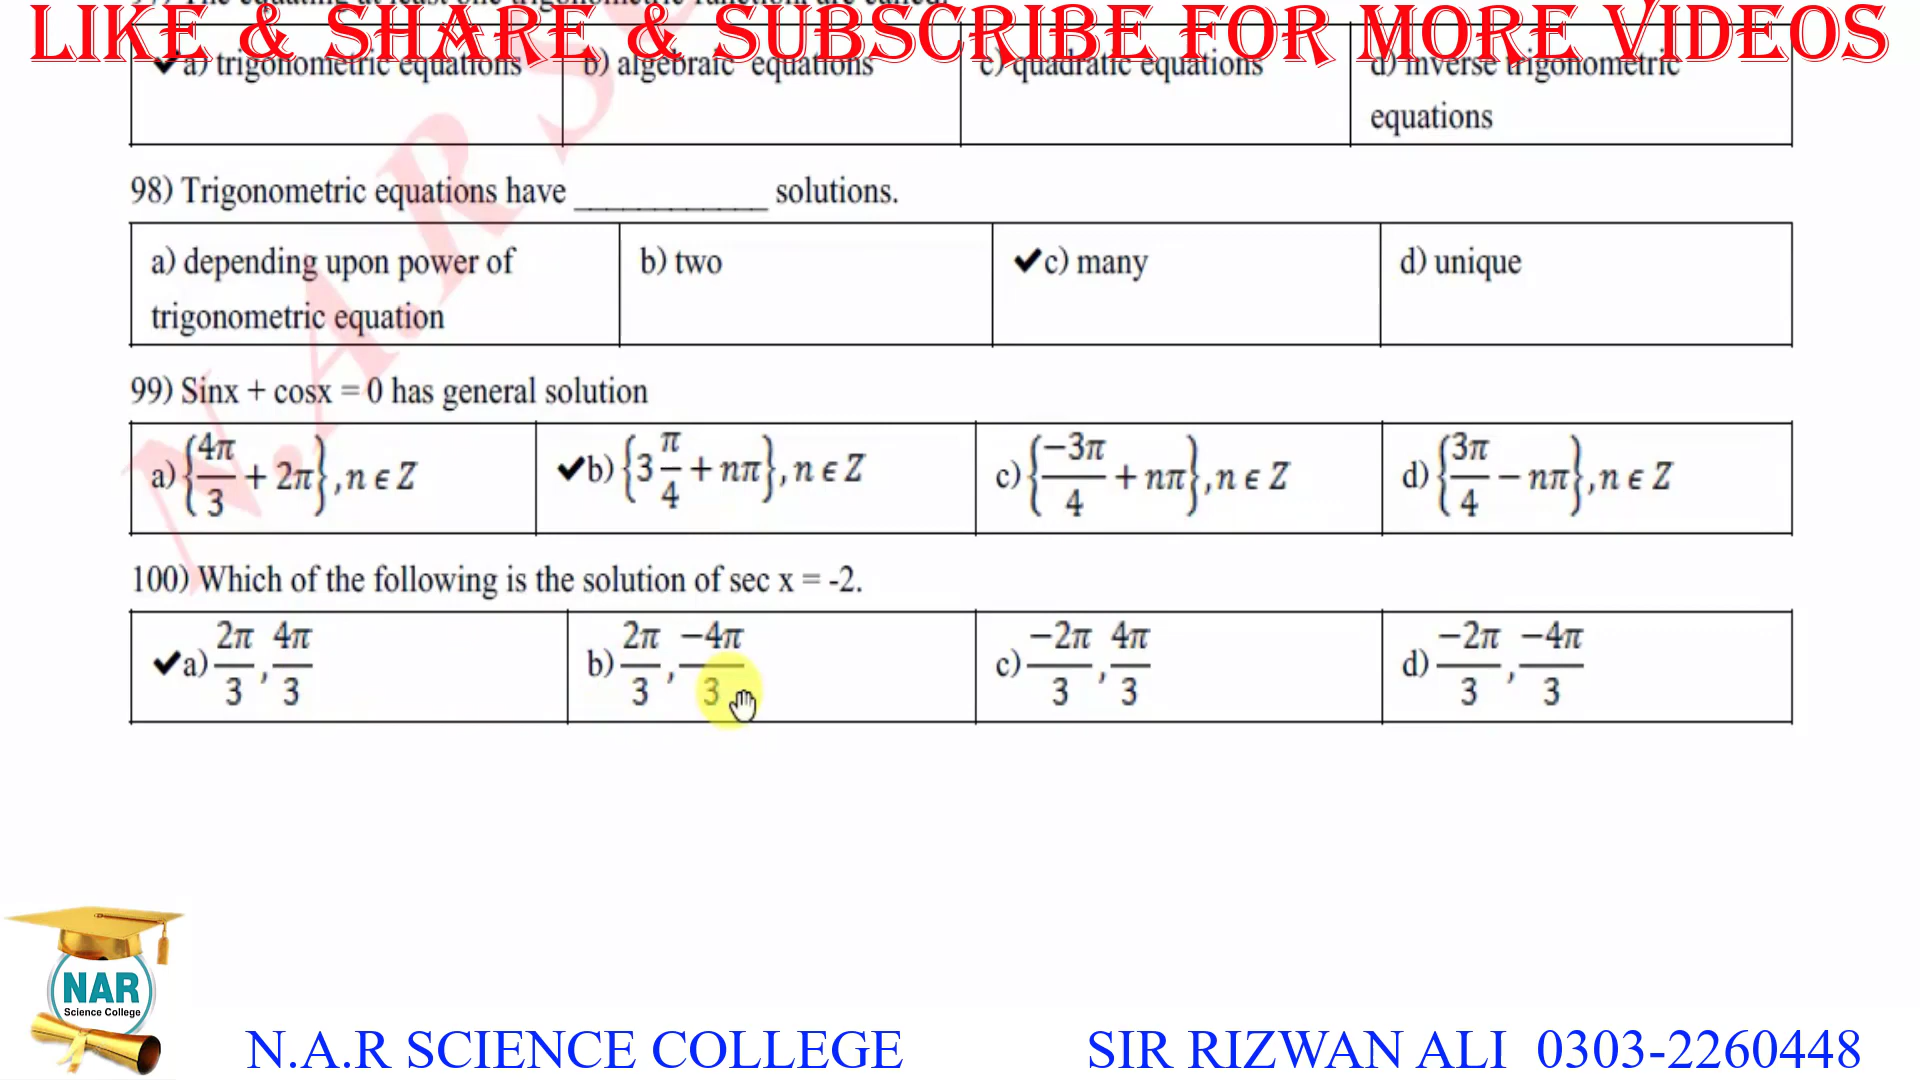 LIKE & SHARE & SUBSCRIBE FOR MORE VIDEOS
✔a) trigonometric equations b) algebraic equations c) quadratic equations d) inverse trigonometric
equations
98) Trigonometric equations have ____________ solutions.
a) depending upon power of b) two ✔c) many d) unique
trigonometric equation
99) Sinx + cosx = 0 has general solution
a) {4π/3 + 2π}, n ϵ Z ✔b) {3 π/4 + nπ}, n ϵ Z c) {−3π/4 + nπ}, n ϵ Z d) {3π/4 − nπ}, n ϵ Z
100) Which of the following is the solution of sec x = -2.
✔a) 2π/3, 4π/3 b) 2π/3, −4π/3 c) −2π/3, 4π/3 d) −2π/3, −4π/3
NAR
Science College
N.A.R SCIENCE COLLEGE SIR RIZWAN ALI 0303-2260448